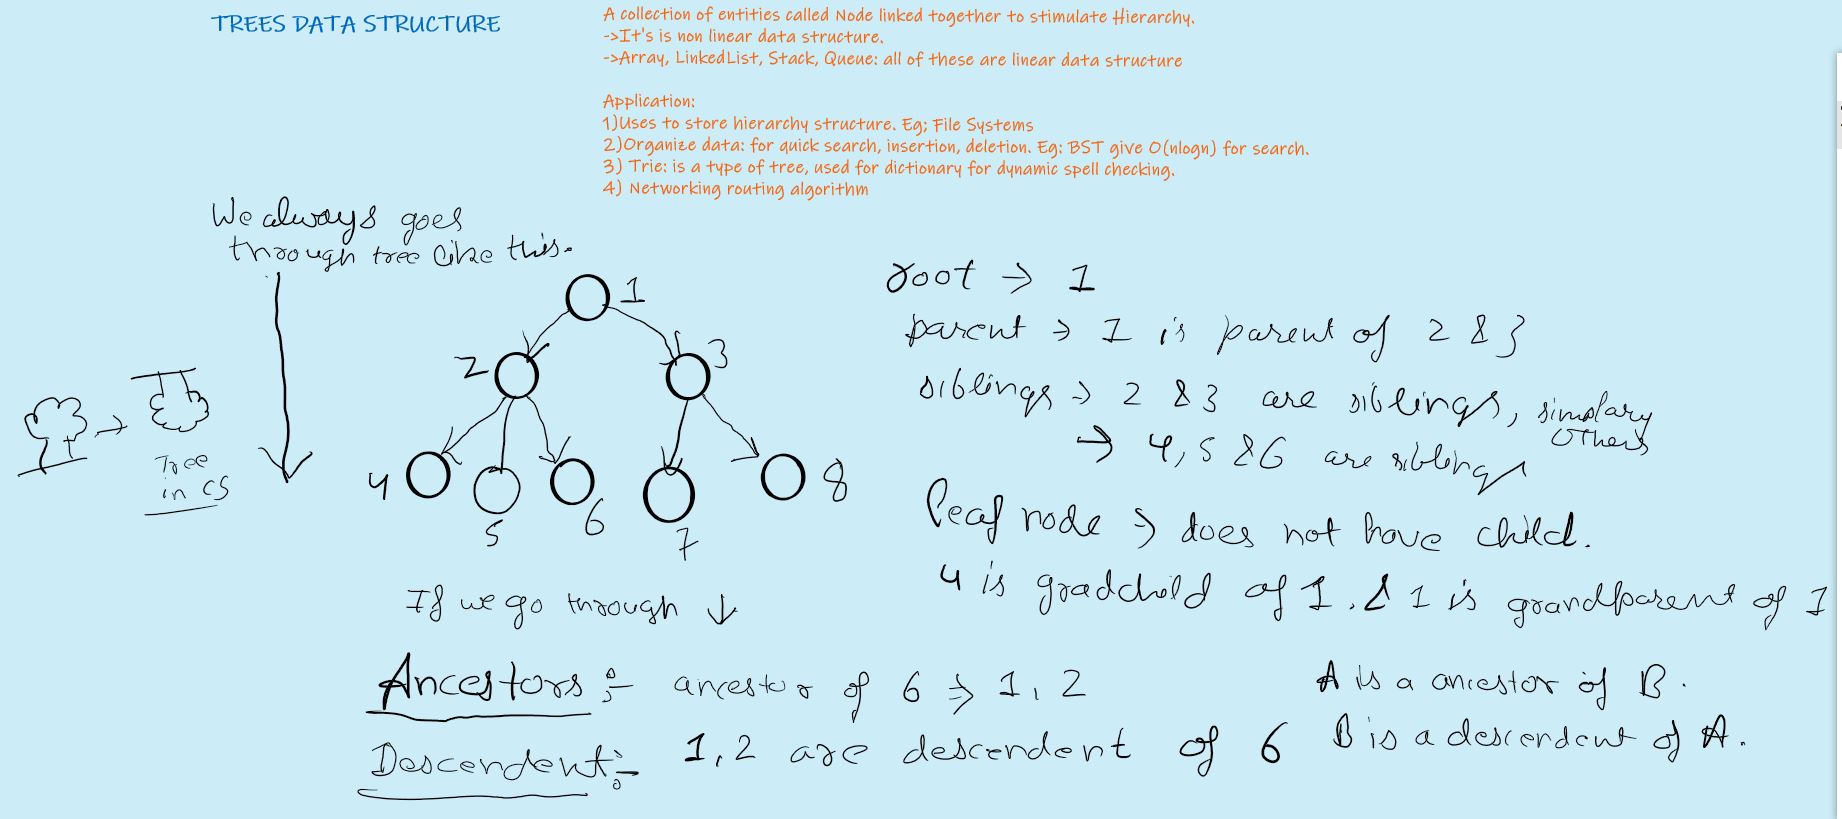 TREES DATA STRUCTURE
A collection of entities called Node linked together to stimulate Hierarchy.
->It's is non linear data structure.
->Array, LinkedList, Stack, Queue: all of these are linear data structure
Application:
1)Uses to store hierarchy structure. Eg; File Systems
2)Organize data: for quick search, insertion, deletion. Eg: BST give O(nlogn) for search.
3) Trie: is a type of tree, used for dictionary for dynamic spell checking.
4) Networking routing algorithm
We always goes
through tree like this.
1
2
3
4
5
6
7
8
Tree
in CS
root → 1
parent → 1 is parent of 2 & 3
siblings → 2 & 3 are siblings, simplary
others
→ 4, 5 & 6 are siblings
leaf node → does not have child.
4 is gradchild of 1. & 1 is grandparent of 1
If we go through ↓
Ancestors :- ancestor of 6 ⇒ 1, 2
A is a ancestor of B.
Descendent :- 1, 2 are descendent of 6
B is a descendent of A.